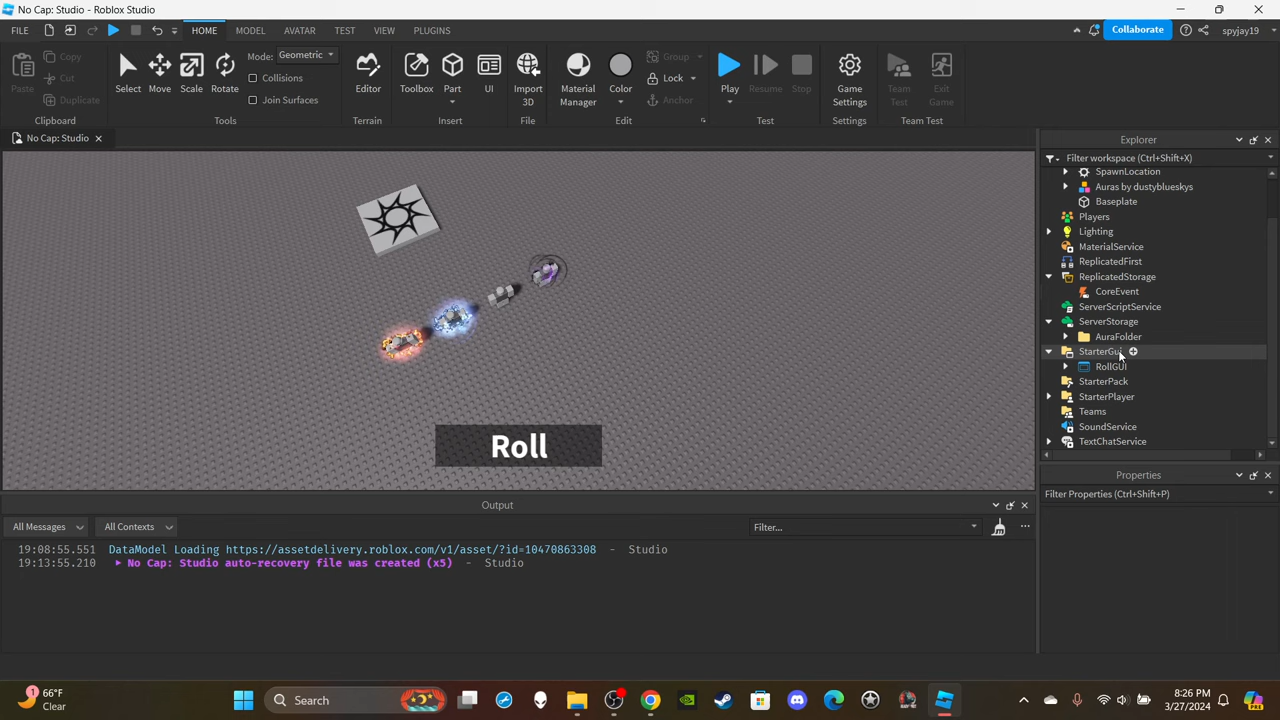 No Cap: Studio - Roblox Studio
FILE HOME MODEL AVATAR TEST VIEW PLUGINS Collaborate spyjay19
Paste Copy Cut Duplicate Clipboard
Select Move Scale Rotate Mode: Geometric Collisions Join Surfaces Tools
Editor Terrain
Toolbox Part UI Insert
Import 3D File
Material Manager Color Group Lock Anchor Edit
Play Resume Stop Test
Game Settings Settings
Team Test Exit Game Team Test
No Cap: Studio
Roll
Explorer
Filter workspace (Ctrl+Shift+X)
SpawnLocation
Auras by dustyblueskys
Baseplate
Players
Lighting
MaterialService
ReplicatedFirst
ReplicatedStorage
CoreEvent
ServerScriptService
ServerStorage
AuraFolder
StarterGui
RollGUI
StarterPack
StarterPlayer
Teams
SoundService
TextChatService
Properties
Filter Properties (Ctrl+Shift+P)
Output
All Messages All Contexts Filter...
19:08:55.551 DataModel Loading https://assetdelivery.roblox.com/v1/asset/?id=10470863308 - Studio
19:13:55.210 No Cap: Studio auto-recovery file was created (x5) - Studio
1 66°F
Clear
Search
8:26 PM
3/27/2024